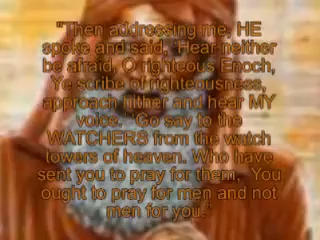 "Then addressing me, HE
spoke and said, 'Hear neither
be afraid, O righteous Enoch,
Ye scribe of righteousness,
approach hither and hear MY
voice. "Go say to the
WATCHERS from the watch
towers of heaven. Who have
sent you to pray for them,  You
ought to pray for men and not
men for you."